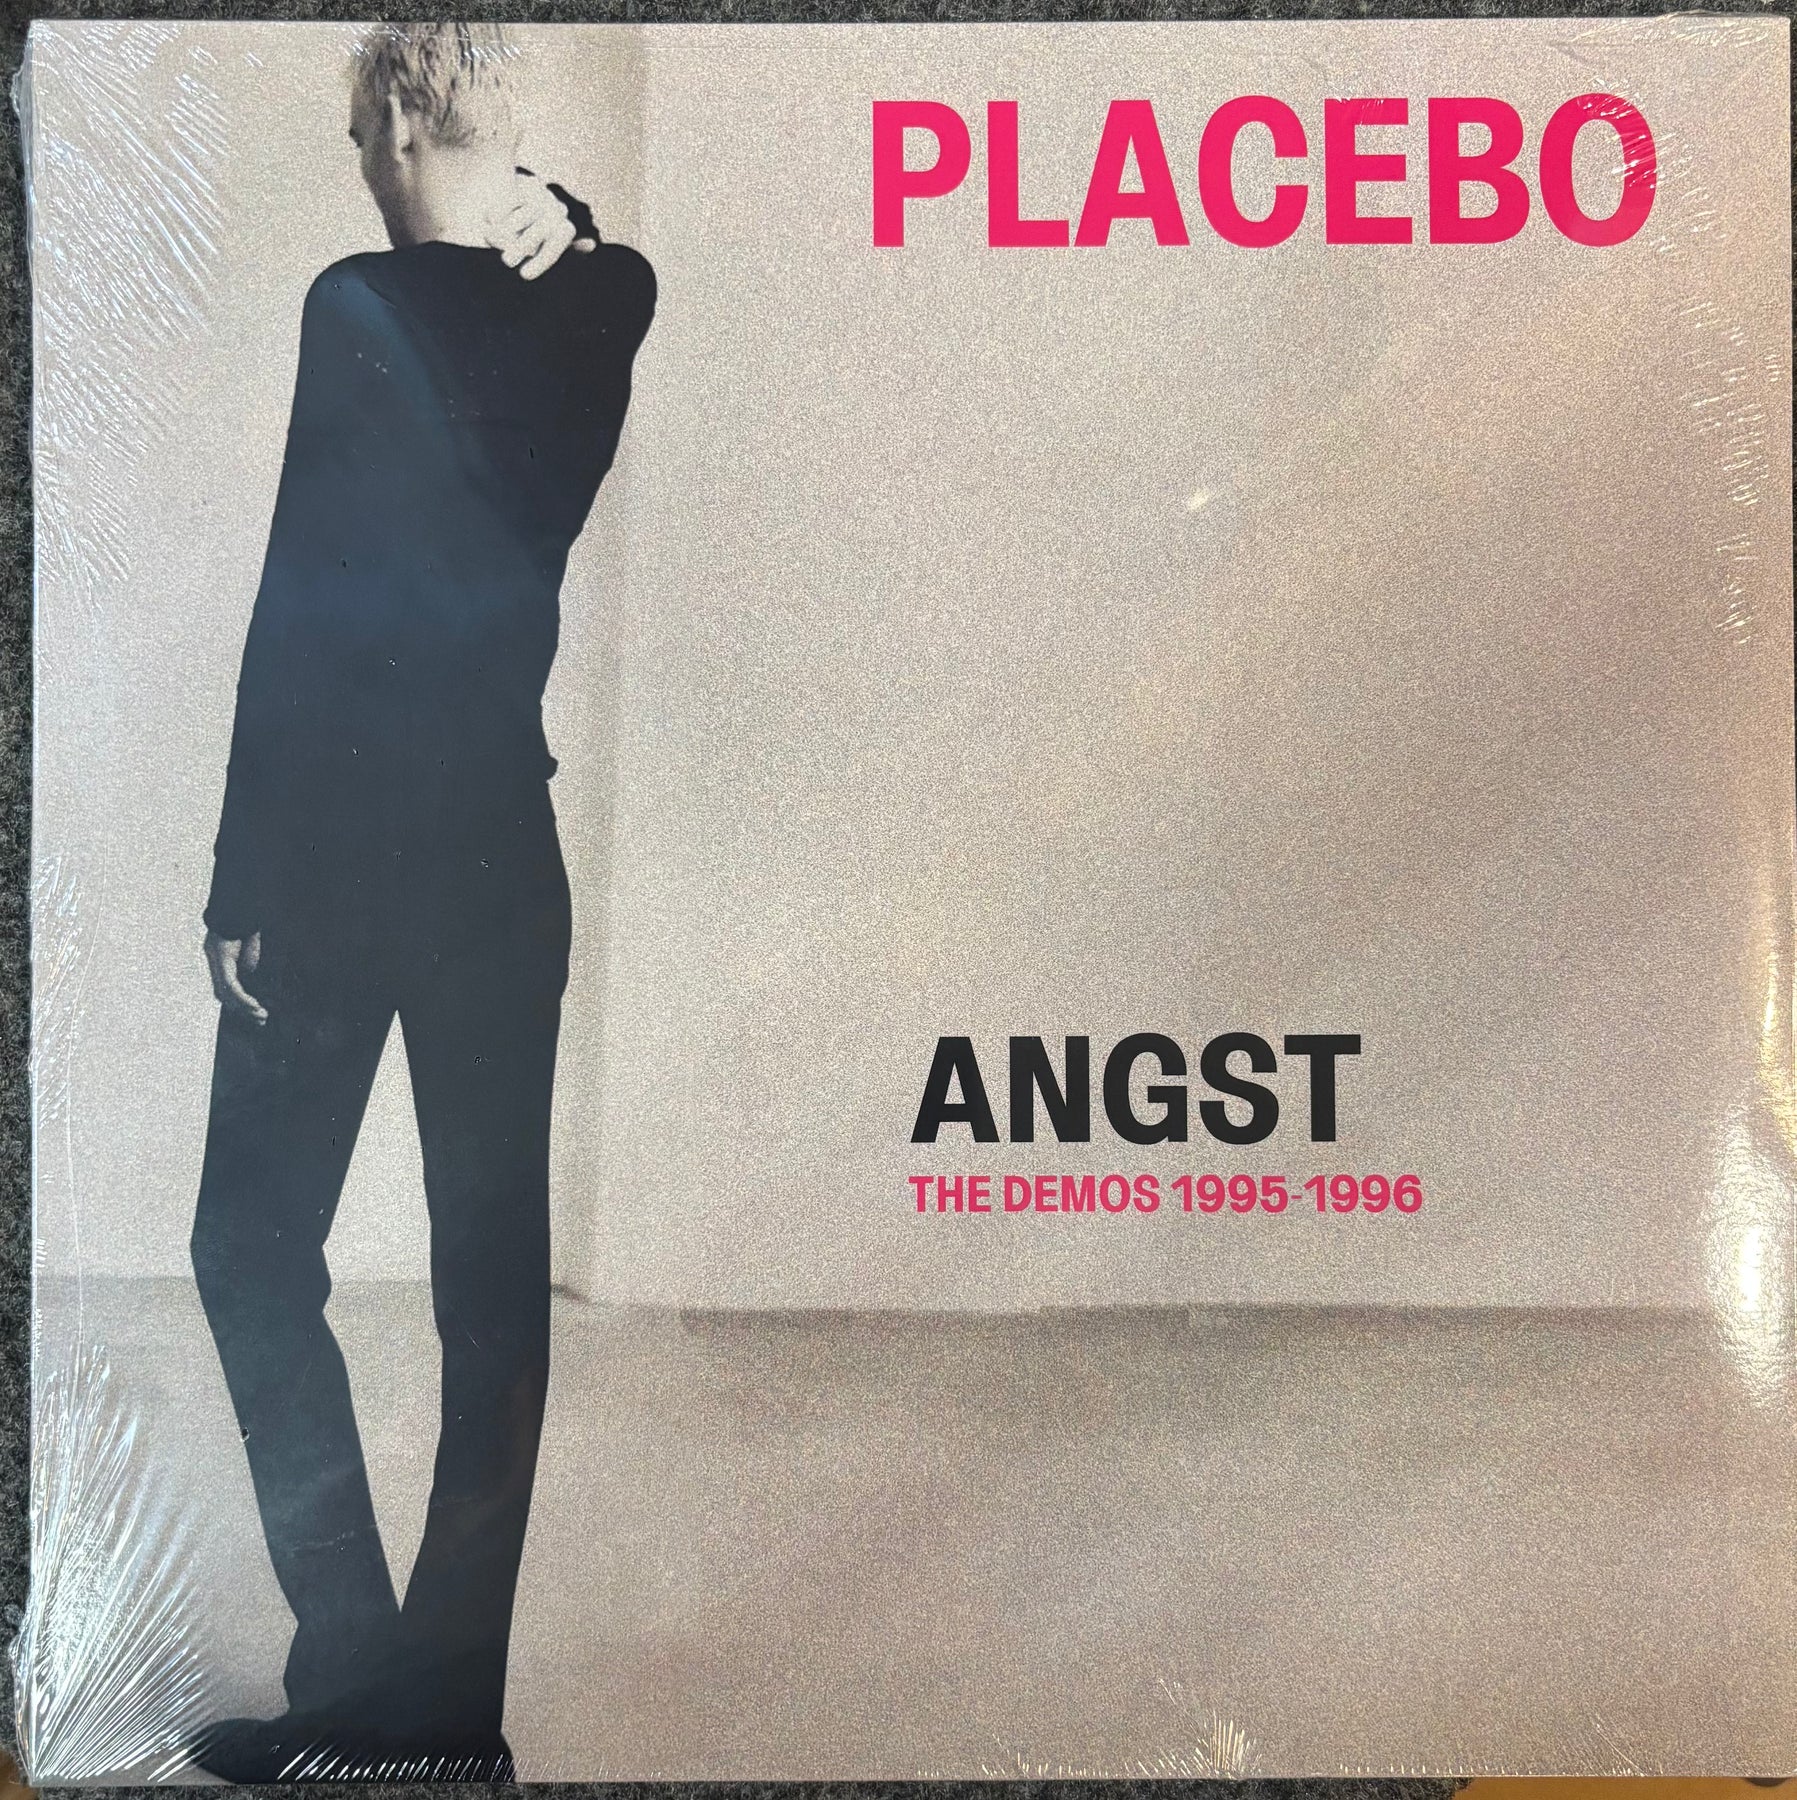 PLACEBO
ANGST
THE DEMOS 1995-1996